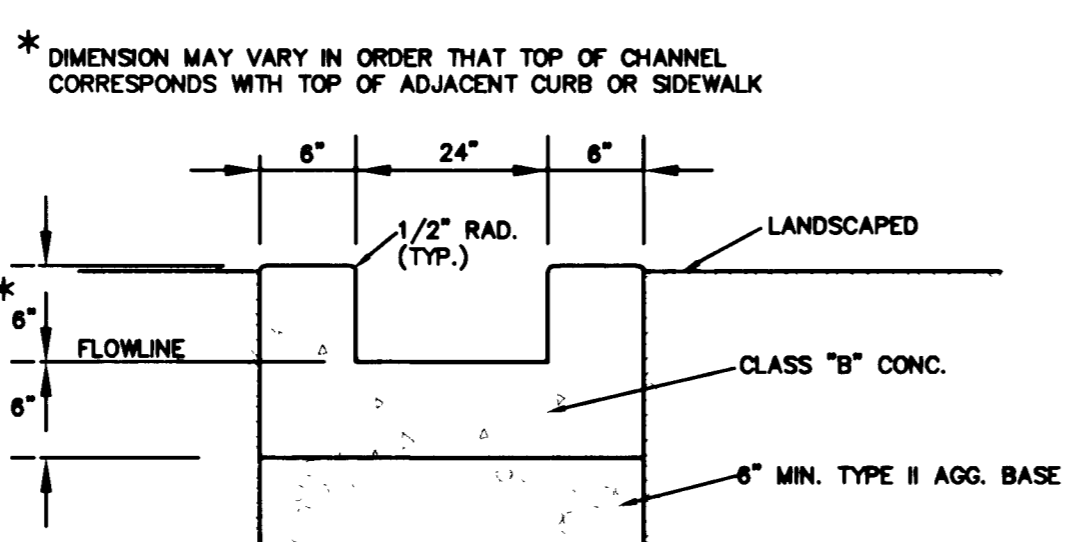 * DIMENSION MAY VARY IN ORDER THAT TOP OF CHANNEL
CORRESPONDS WITH TOP OF ADJACENT CURB OR SIDEWALK
6" 24" 6"
1/2" RAD.
(TYP.)
LANDSCAPED
*
6"
FLOWLINE
CLASS "B" CONC.
6"
6" MIN. TYPE II AGG. BASE